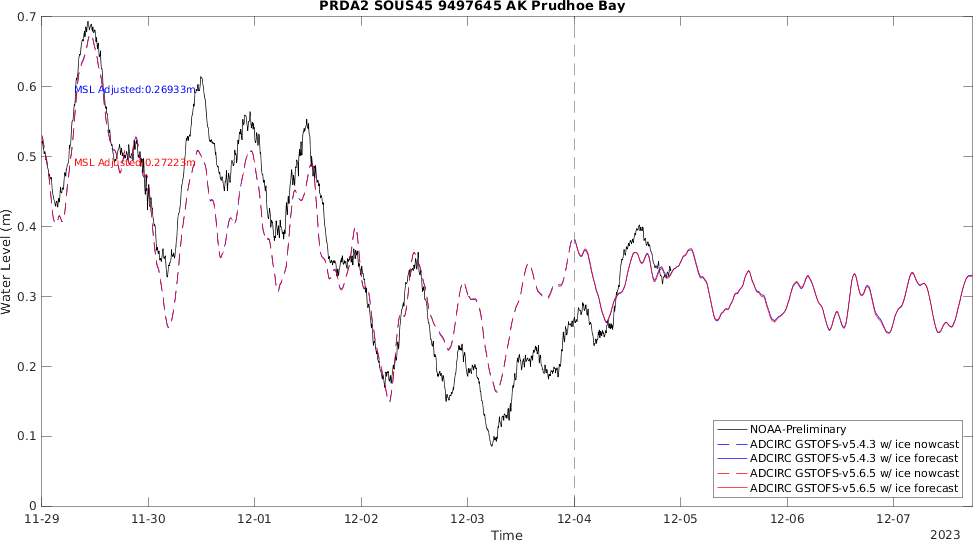 PRDA2 SOUS45 9497645 AK Prudhoe Bay
Water Level (m)
0.7
0.6
0.5
0.4
0.3
0.2
0.1
0
MSL Adjusted:0.26933m
MSL Adjusted:0.27223m
NOAA-Preliminary
ADCIRC GSTOFS-v5.4.3 w/ ice nowcast
ADCIRC GSTOFS-v5.4.3 w/ ice forecast
ADCIRC GSTOFS-v5.6.5 w/ ice nowcast
ADCIRC GSTOFS-v5.6.5 w/ ice forecast
11-29 11-30 12-01 12-02 12-03 12-04 12-05 12-06 12-07
Time
2023